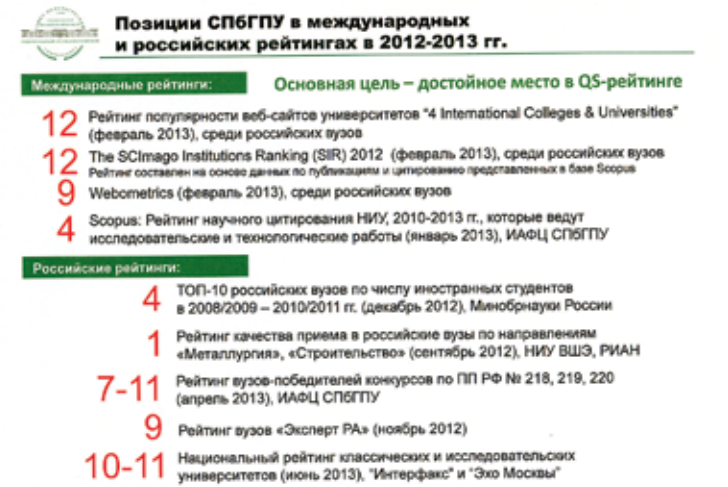 Позиции СПбГПУ в международных
и российских рейтингах в 2012-2013 гг.
Международные рейтинги:
Основная цель – достойное место в QS-рейтинге
12 Рейтинг популярности веб-сайтов университетов "4 International Colleges & Universities"
(февраль 2013), среди российских вузов
12 The SCImago Institutions Ranking (SIR) 2012 (февраль 2013), среди российских вузов
Рейтинг составлен на основе данных по публикациям и цитированию представленных в базе Scopus
9 Webometrics (февраль 2013), среди российских вузов
4 Scopus: Рейтинг научного цитирования НИУ, 2010-2013 гг., которые ведут
исследовательские и технологические работы (январь 2013), ИАФЦ СПбГПУ
Российские рейтинги:
4 ТОП-10 российских вузов по числу иностранных студентов
в 2008/2009 – 2010/2011 гг. (декабрь 2012), Минобрнауки России
1 Рейтинг качества приема в российские вузы по направлениям
«Металлургия», «Строительство» (сентябрь 2012), НИУ ВШЭ, РИАН
7-11 Рейтинг вузов-победителей конкурсов по ПП РФ № 218, 219, 220
(апрель 2013), ИАФЦ СПбГПУ
9 Рейтинг вузов «Эксперт РА» (ноябрь 2012)
10-11 Национальный рейтинг классических и исследовательских
университетов (июнь 2013), "Интерфакс" и "Эхо Москвы"